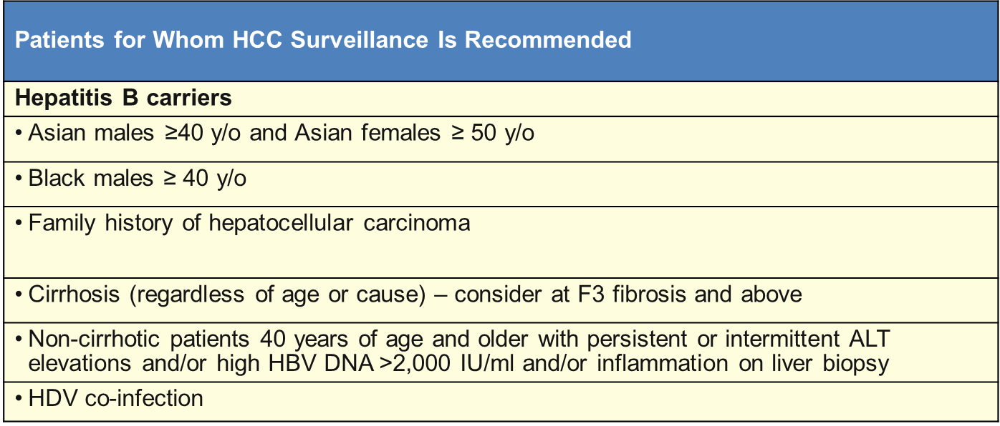 Patients for Whom HCC Surveillance Is Recommended
Hepatitis B carriers
• Asian males ≥40 y/o and Asian females ≥ 50 y/o
• Black males ≥ 40 y/o
• Family history of hepatocellular carcinoma
• Cirrhosis (regardless of age or cause) – consider at F3 fibrosis and above
• Non-cirrhotic patients 40 years of age and older with persistent or intermittent ALT
elevations and/or high HBV DNA >2,000 IU/ml and/or inflammation on liver biopsy
• HDV co-infection